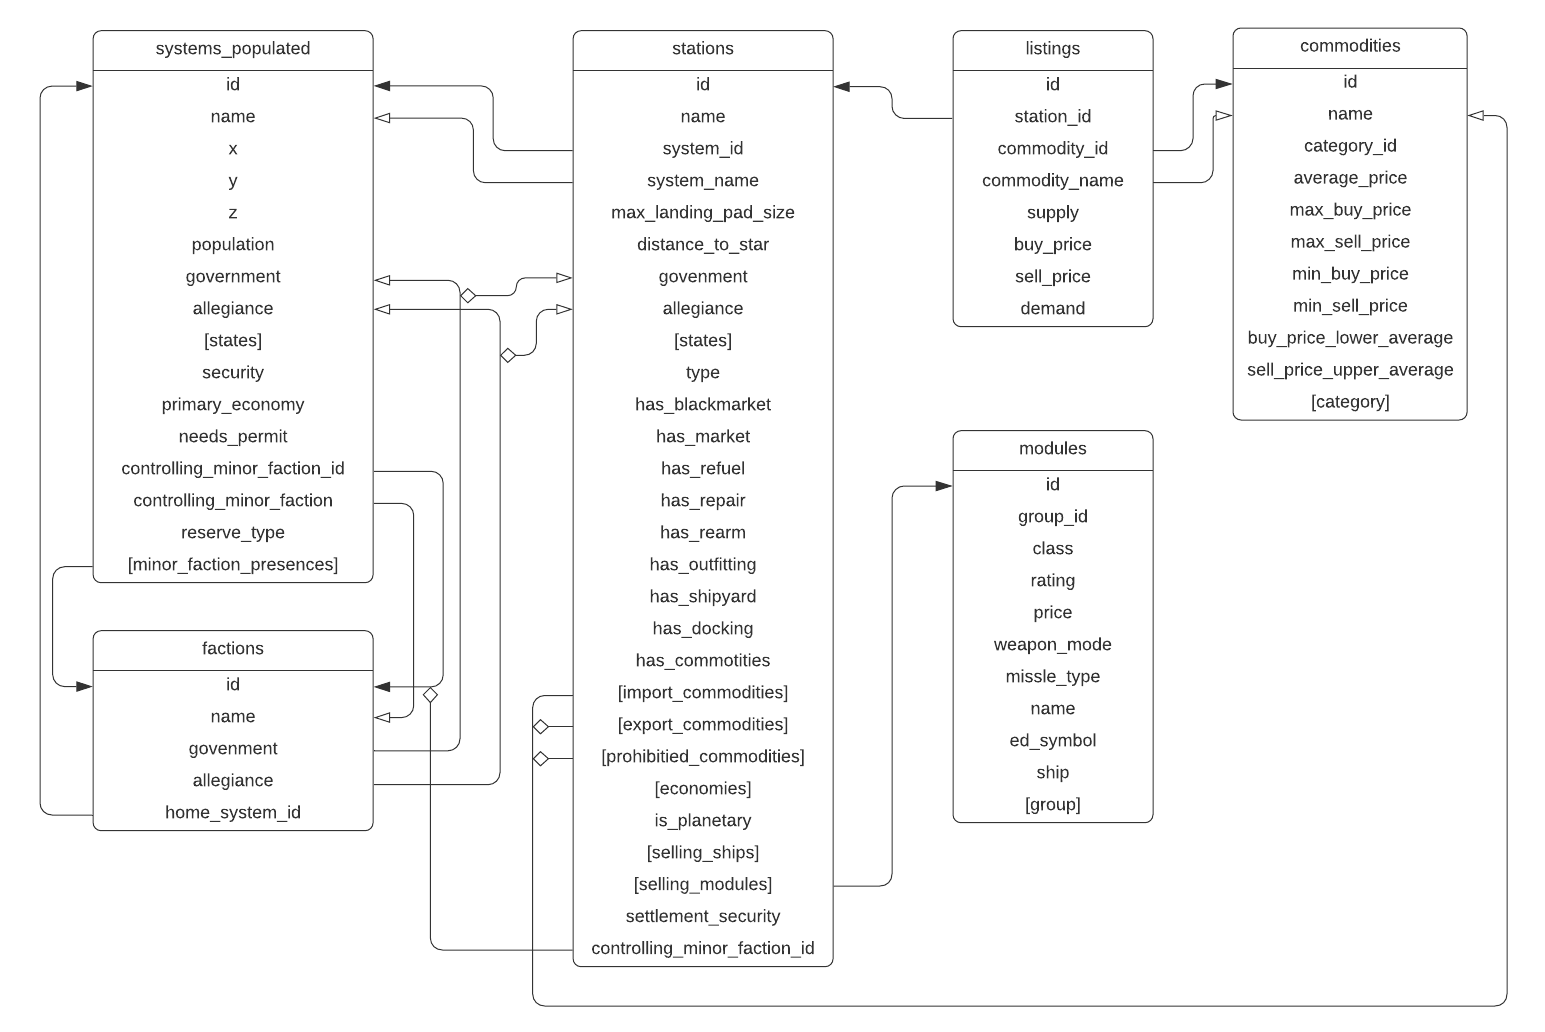 systems_populated
id
name
x
y
z
population
government
allegiance
[states]
security
primary_economy
needs_permit
controlling_minor_faction_id
controlling_minor_faction
reserve_type
[minor_faction_presences]
factions
id
name
govenment
allegiance
home_system_id
stations
id
name
system_id
system_name
max_landing_pad_size
distance_to_star
govenment
allegiance
[states]
type
has_blackmarket
has_market
has_refuel
has_repair
has_rearm
has_outfitting
has_shipyard
has_docking
has_commotities
[import_commodities]
[export_commodities]
[prohibitied_commodities]
[economies]
is_planetary
[selling_ships]
[selling_modules]
settlement_security
controlling_minor_faction_id
listings
id
station_id
commodity_id
commodity_name
supply
buy_price
sell_price
demand
modules
id
group_id
class
rating
price
weapon_mode
missle_type
name
ed_symbol
ship
[group]
commodities
id
name
category_id
average_price
max_buy_price
max_sell_price
min_buy_price
min_sell_price
buy_price_lower_average
sell_price_upper_average
[category]